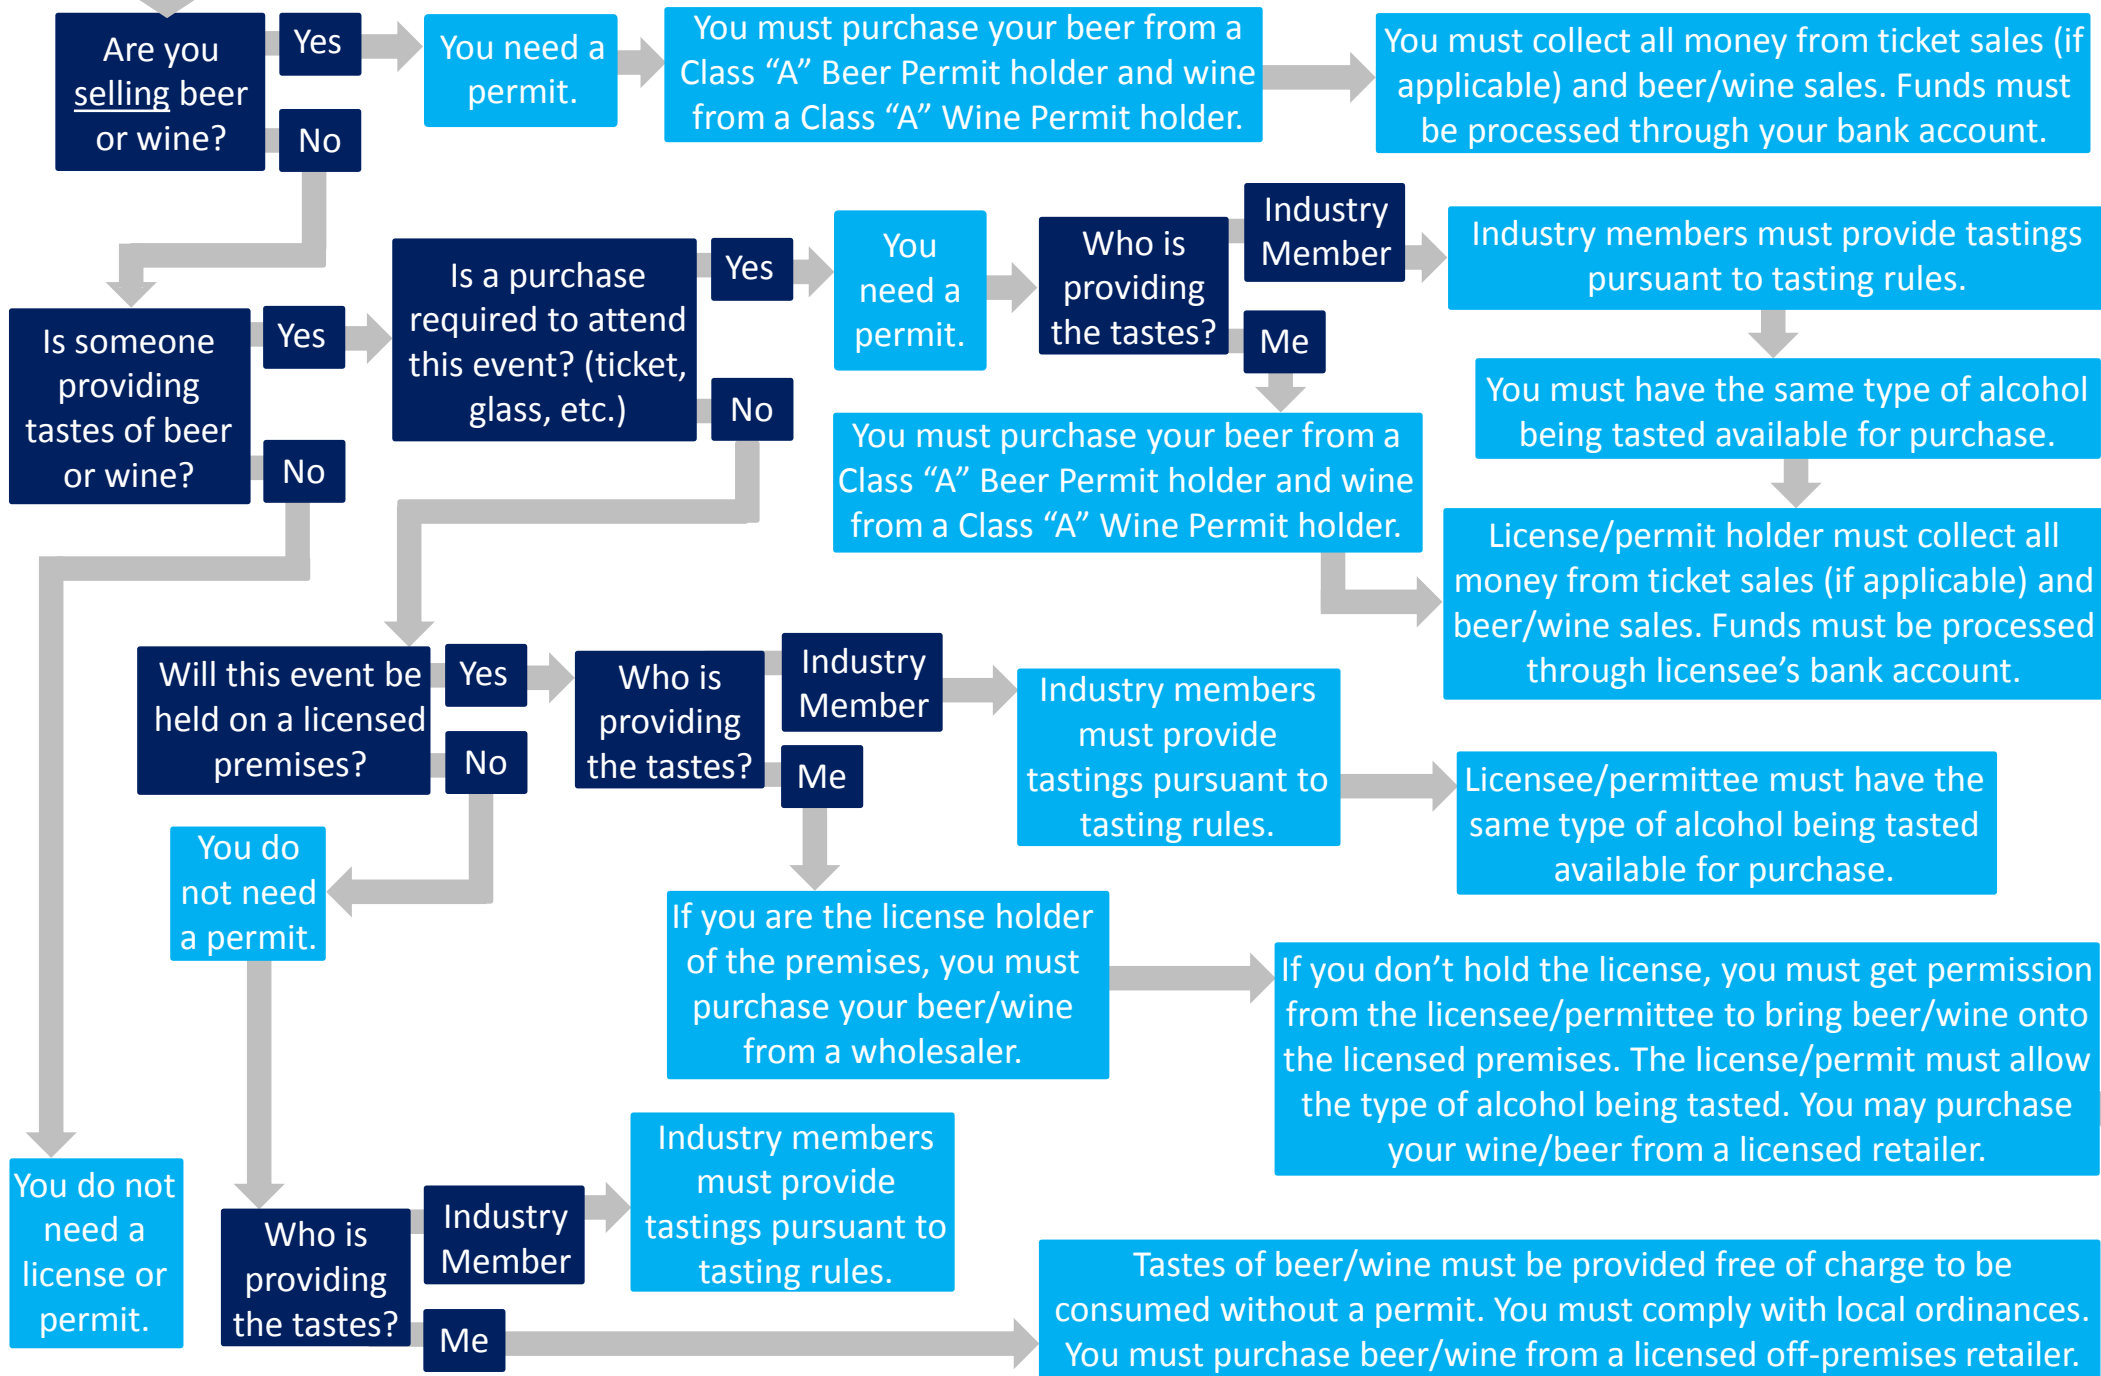 Are you
selling beer
or wine?
Yes
No
You need a
permit.
You must purchase your beer from a
Class “A” Beer Permit holder and wine
from a Class “A” Wine Permit holder.
You must collect all money from ticket sales (if
applicable) and beer/wine sales. Funds must
be processed through your bank account.
Is someone
providing
tastes of beer
or wine?
Yes
No
Is a purchase
required to attend
this event? (ticket,
glass, etc.)
Yes
No
You
need a
permit.
Who is
providing
the tastes?
Industry
Member
Me
Industry members must provide tastings
pursuant to tasting rules.
You must have the same type of alcohol
being tasted available for purchase.
You must purchase your beer from a
Class “A” Beer Permit holder and wine
from a Class “A” Wine Permit holder.
License/permit holder must collect all
money from ticket sales (if applicable) and
beer/wine sales. Funds must be processed
through licensee’s bank account.
Will this event be
held on a licensed
premises?
Yes
No
Who is
providing
the tastes?
Industry
Member
Me
Industry members
must provide
tastings pursuant to
tasting rules.
Licensee/permittee must have the
same type of alcohol being tasted
available for purchase.
You do
not need
a permit.
If you are the license holder
of the premises, you must
purchase your beer/wine
from a wholesaler.
If you don’t hold the license, you must get permission
from the licensee/permittee to bring beer/wine onto
the licensed premises. The license/permit must allow
the type of alcohol being tasted. You may purchase
your wine/beer from a licensed retailer.
You do not
need a
license or
permit.
Who is
providing
the tastes?
Industry
Member
Me
Industry members
must provide
tastings pursuant to
tasting rules.
Tastes of beer/wine must be provided free of charge to be
consumed without a permit. You must comply with local ordinances.
You must purchase beer/wine from a licensed off-premises retailer.